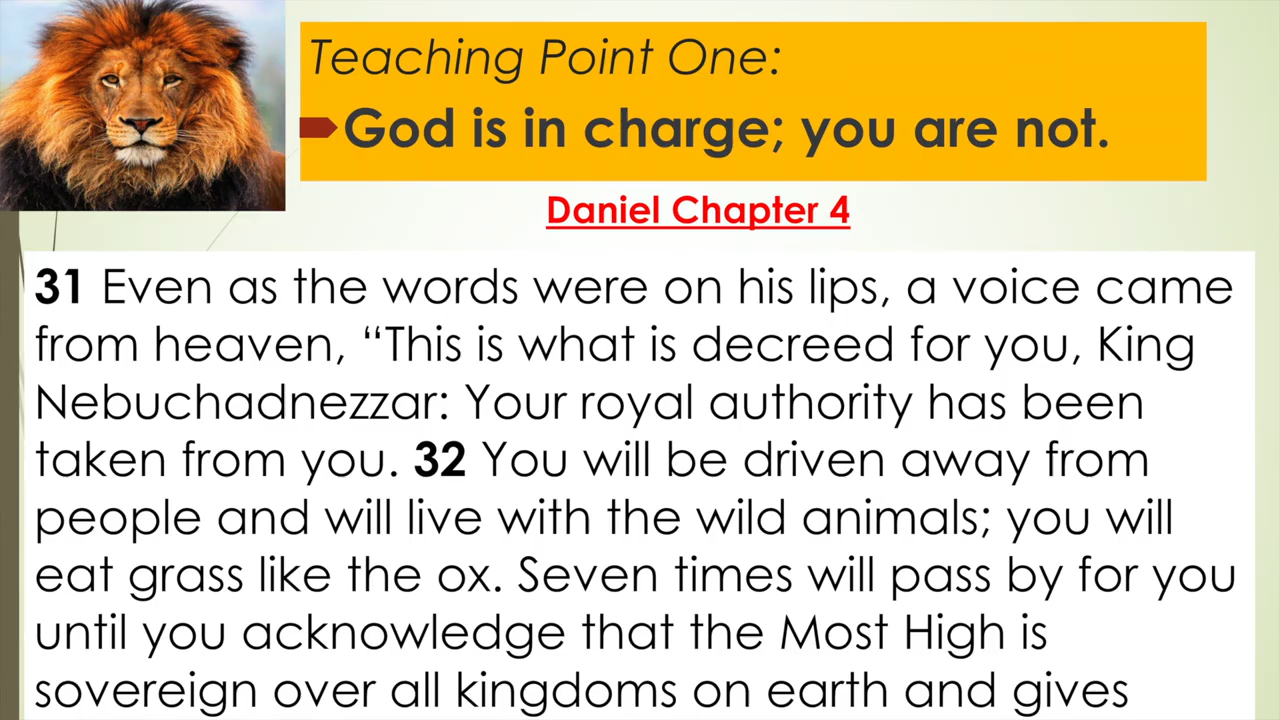 Teaching Point One:
God is in charge; you are not.
Daniel Chapter 4
31 Even as the words were on his lips, a voice came
from heaven, “This is what is decreed for you, King
Nebuchadnezzar: Your royal authority has been
taken from you. 32 You will be driven away from
people and will live with the wild animals; you will
eat grass like the ox. Seven times will pass by for you
until you acknowledge that the Most High is
sovereign over all kingdoms on earth and gives